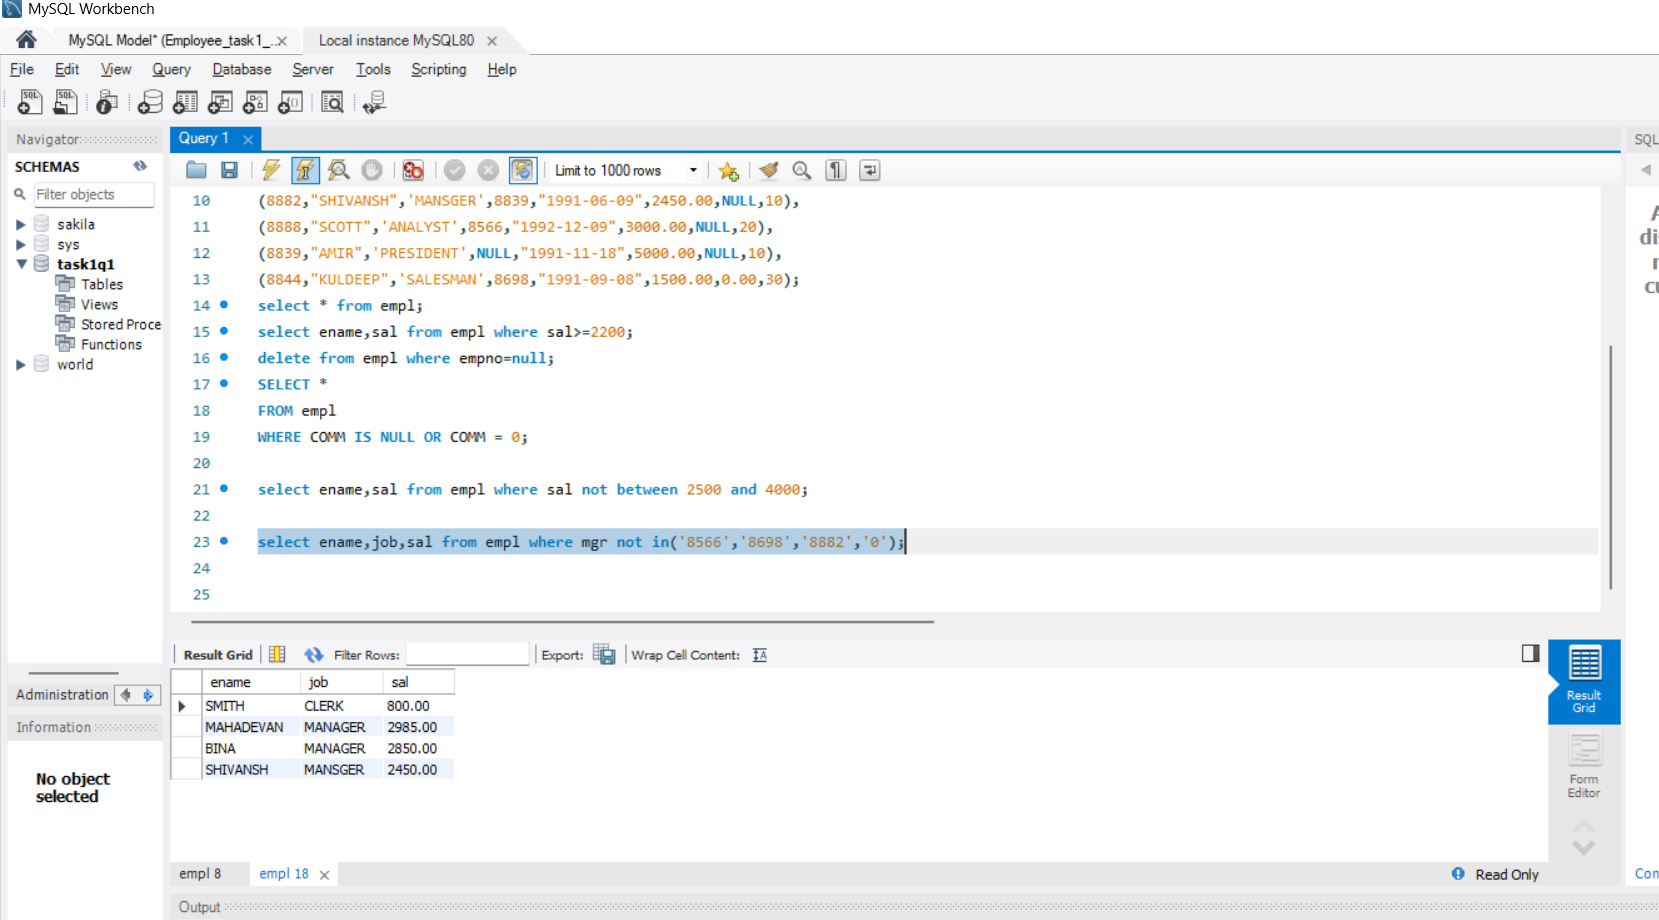 MySQL Workbench
MySQL Model* (Employee_task1_... ×
Local instance MySQL80 ×
File Edit View Query Database Server Tools Scripting Help
Navigator
Query 1 ×
SQL
SCHEMAS
Limit to 1000 rows
Filter objects
sakila
sys
task1q1
Tables
Views
Stored Proce
Functions
world
10 (8882,"SHIVANSH",'MANSGER',8839,"1991-06-09",2450.00,NULL,10),
11 (8888,"SCOTT",'ANALYST',8566,"1992-12-09",3000.00,NULL,20),
12 (8839,"AMIR",'PRESIDENT',NULL,"1991-11-18",5000.00,NULL,10),
13 (8844,"KULDEEP",'SALESMAN',8698,"1991-09-08",1500.00,0.00,30);
14 select * from empl;
15 select ename,sal from empl where sal>=2200;
16 delete from empl where empno=null;
17 SELECT *
18 FROM empl
19 WHERE COMM IS NULL OR COMM = 0;
20
21 select ename,sal from empl where sal not between 2500 and 4000;
22
23 select ename,job,sal from empl where mgr not in('8566','8698','8882','0');
24
25
Administration
Information
No object
selected
Result Grid Filter Rows: Export: Wrap Cell Content:
ename job sal
SMITH CLERK 800.00
MAHADEVAN MANAGER 2985.00
BINA MANAGER 2850.00
SHIVANSH MANSGER 2450.00
Result
Grid
Form
Editor
empl 8
empl 18 ×
Read Only
Con
Output